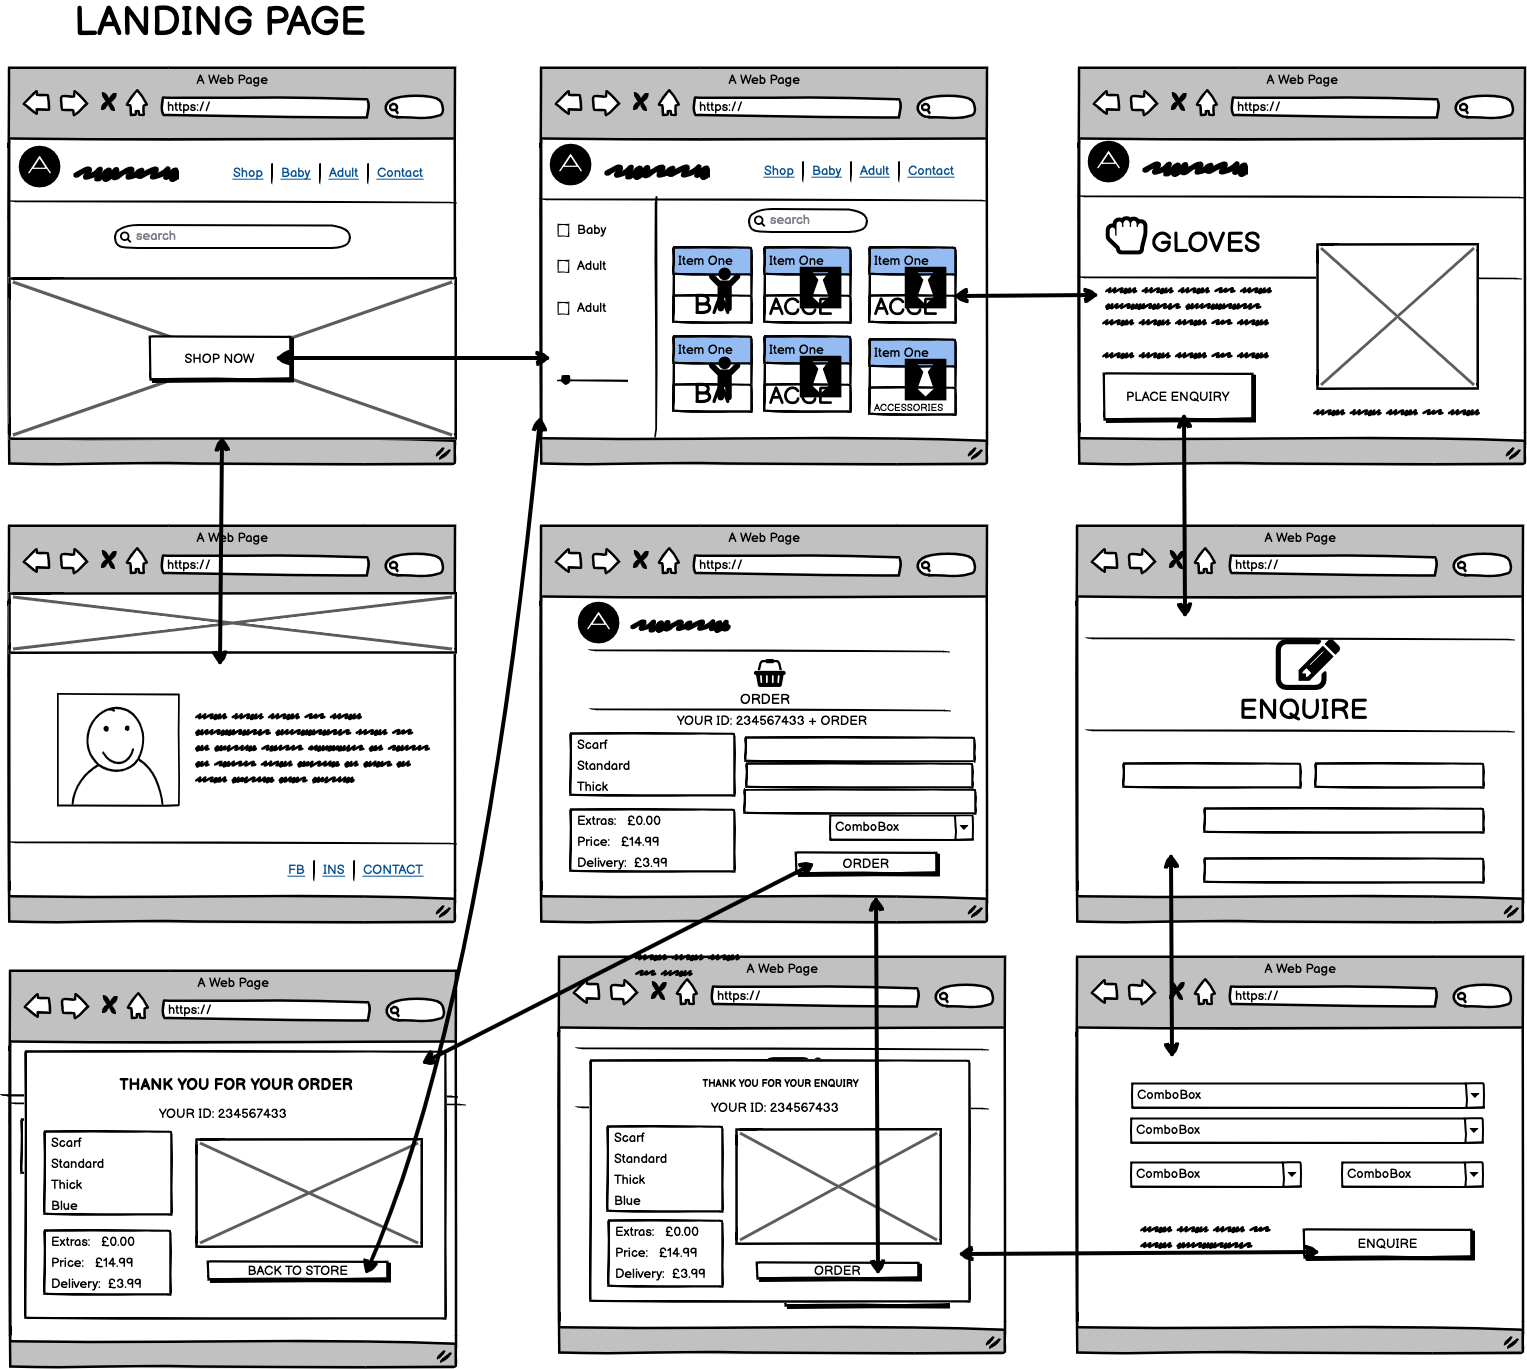 LANDING PAGE
A Web Page
https://
Shop | Baby | Adult | Contact
search
SHOP NOW
A Web Page
https://
Shop | Baby | Adult | Contact
search
Baby
Adult
Adult
Item One
Item One
Item One
BA
ACCE
ACCE
Item One
Item One
Item One
BA
ACCE
ACCESSORIES
A Web Page
https://
GLOVES
PLACE ENQUIRY
A Web Page
https://
FB | INS | CONTACT
A Web Page
https://
ORDER
YOUR ID: 234567433 + ORDER
Scarf
Standard
Thick
Extras: £0.00
Price: £14.99
Delivery: £3.99
ComboBox
ORDER
A Web Page
https://
ENQUIRE
A Web Page
https://
THANK YOU FOR YOUR ORDER
YOUR ID: 234567433
Scarf
Standard
Thick
Blue
Extras: £0.00
Price: £14.99
Delivery: £3.99
BACK TO STORE
A Web Page
https://
THANK YOU FOR YOUR ENQUIRY
YOUR ID: 234567433
Scarf
Standard
Thick
Blue
Extras: £0.00
Price: £14.99
Delivery: £3.99
ORDER
A Web Page
https://
ComboBox
ComboBox
ComboBox
ComboBox
ENQUIRE